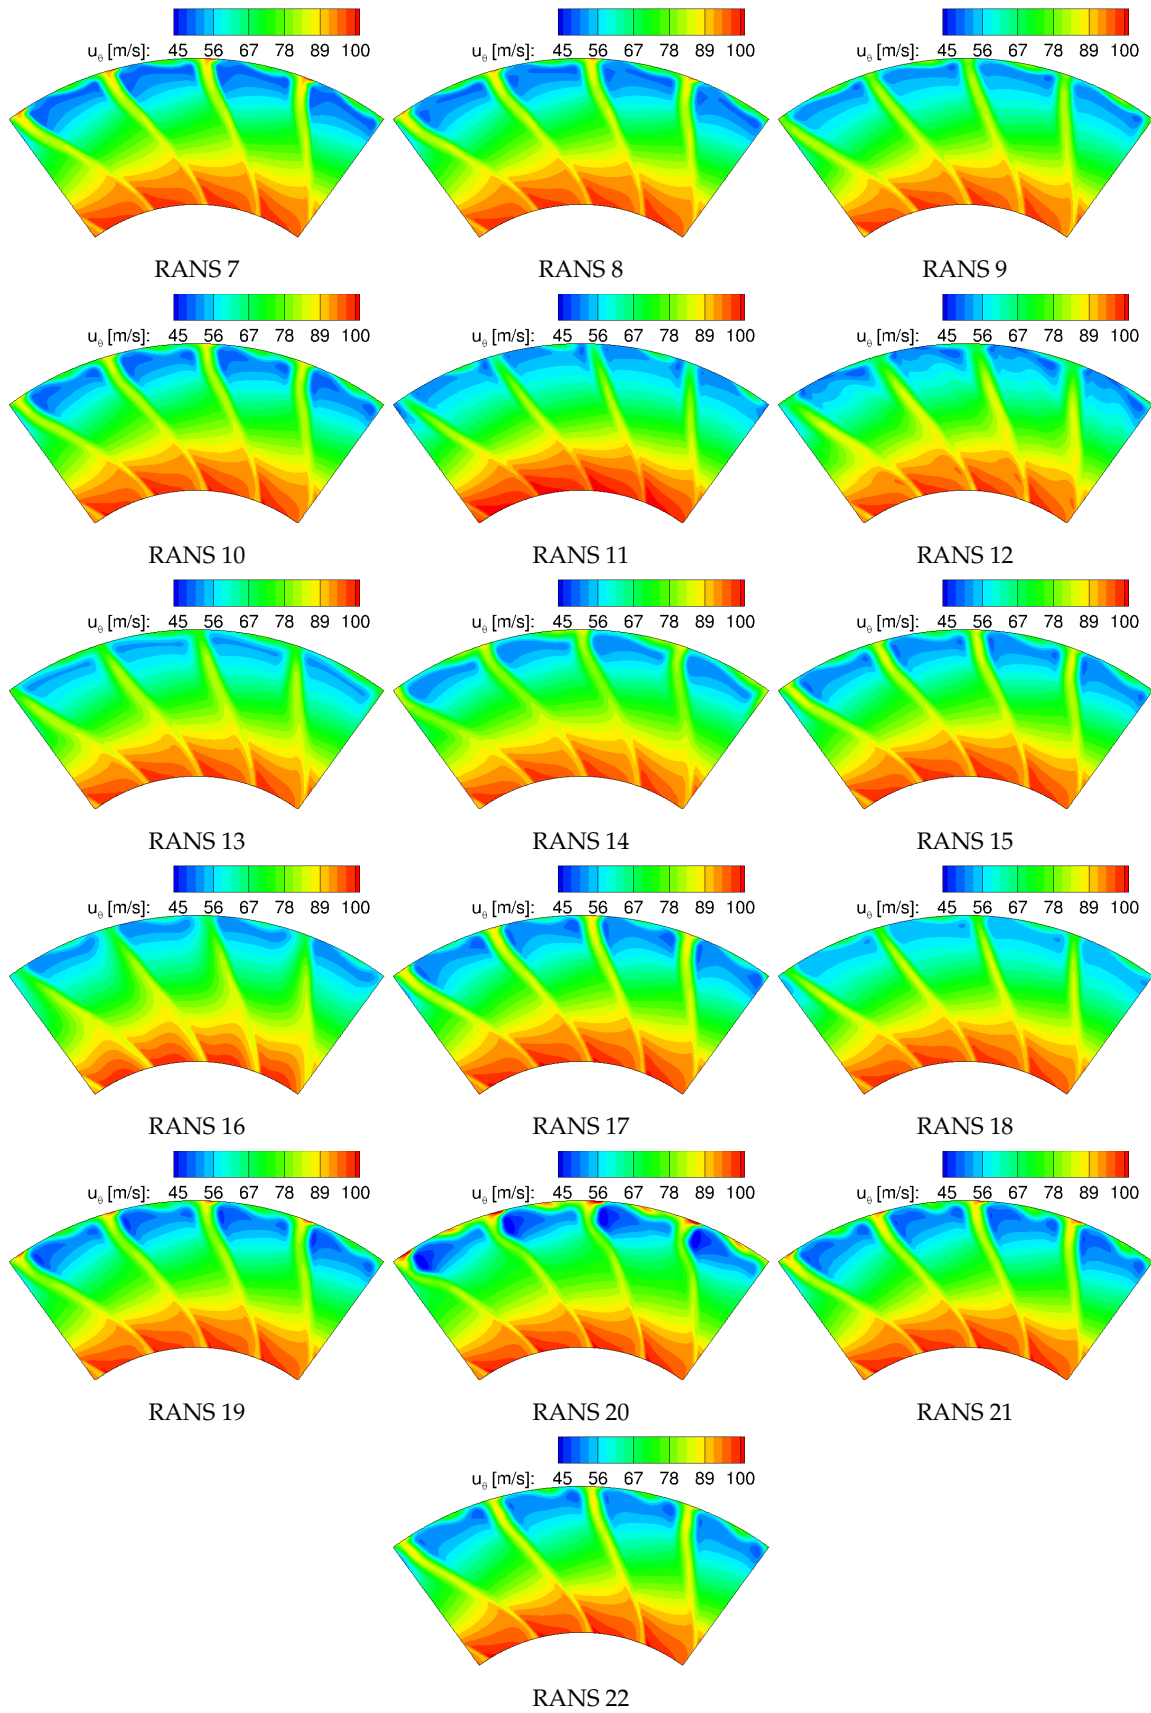 u_θ [m/s]: 45 56 67 78 89 100 u_θ [m/s]: 45 56 67 78 89 100 u_θ [m/s]: 45 56 67 78 89 100
RANS 7 RANS 8 RANS 9
u_θ [m/s]: 45 56 67 78 89 100 u_θ [m/s]: 45 56 67 78 89 100 u_θ [m/s]: 45 56 67 78 89 100
RANS 10 RANS 11 RANS 12
u_θ [m/s]: 45 56 67 78 89 100 u_θ [m/s]: 45 56 67 78 89 100 u_θ [m/s]: 45 56 67 78 89 100
RANS 13 RANS 14 RANS 15
u_θ [m/s]: 45 56 67 78 89 100 u_θ [m/s]: 45 56 67 78 89 100 u_θ [m/s]: 45 56 67 78 89 100
RANS 16 RANS 17 RANS 18
u_θ [m/s]: 45 56 67 78 89 100 u_θ [m/s]: 45 56 67 78 89 100 u_θ [m/s]: 45 56 67 78 89 100
RANS 19 RANS 20 RANS 21
u_θ [m/s]: 45 56 67 78 89 100
RANS 22